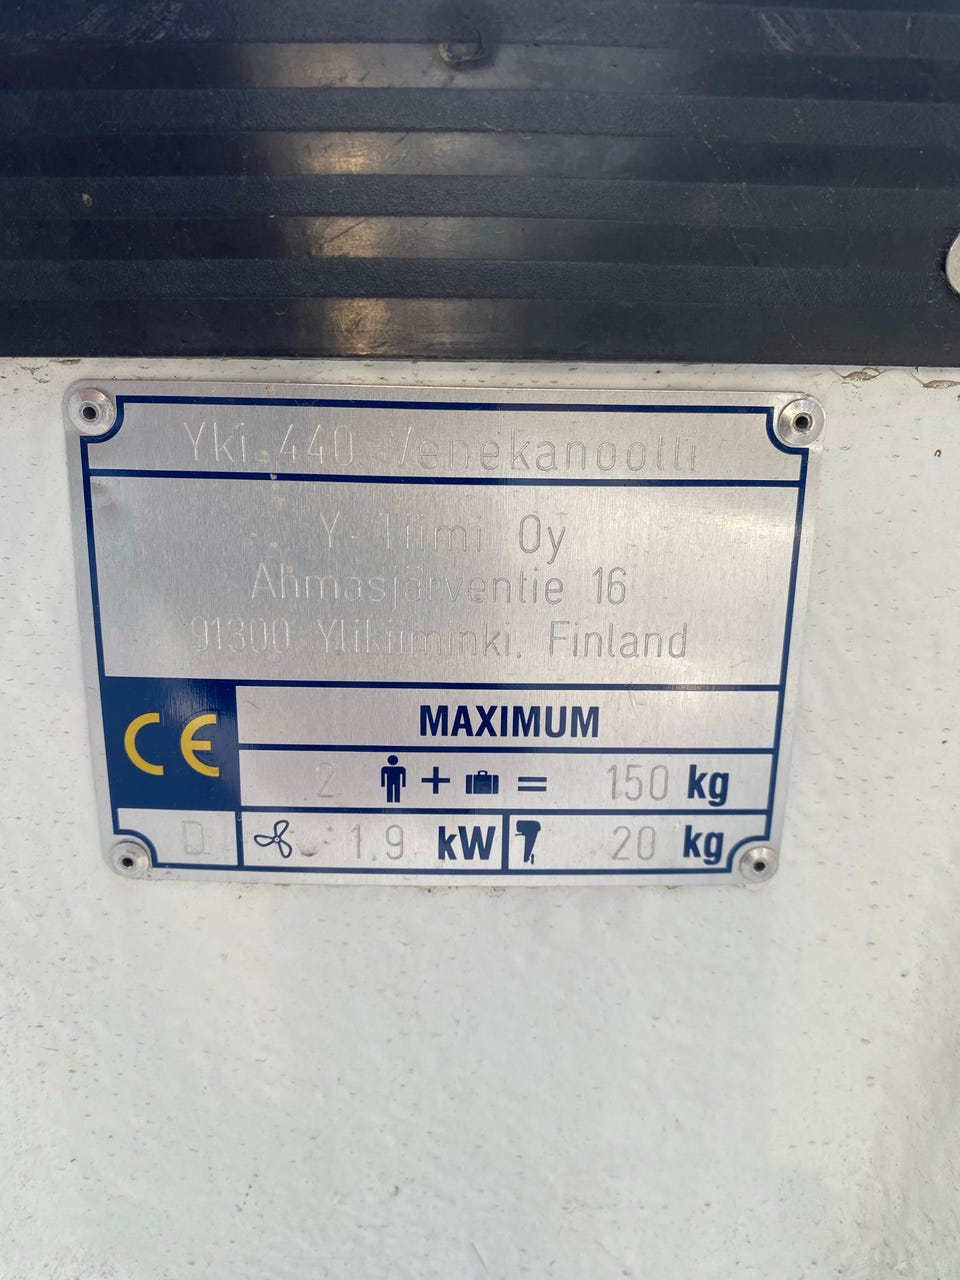 Yki 440 Venekanootti
Y-Tiimi Oy
Ahmasjärventie 16
91300 Ylikiiminki, Finland
CE
MAXIMUM
2 + = 150 kg
D 1.9 kW 20 kg